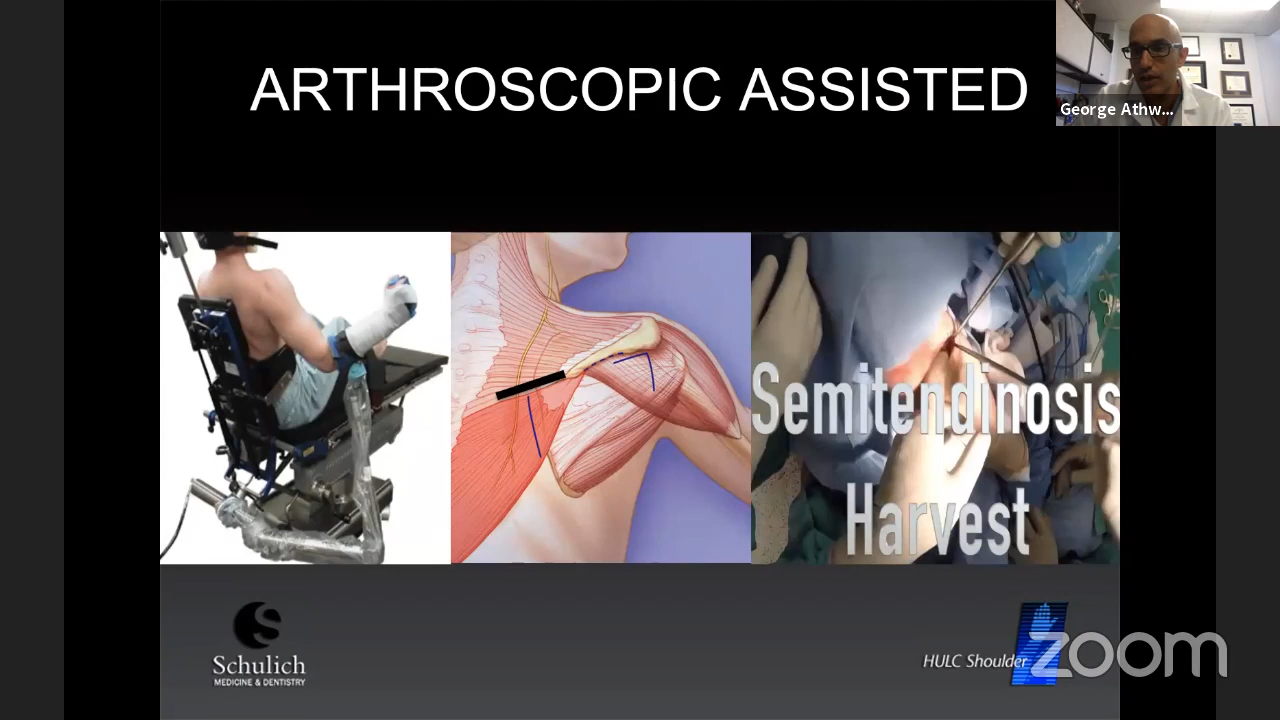 ARTHROSCOPIC ASSISTED
George Athw...
Semitendinosis
Harvest
Schulich
MEDICINE & DENTISTRY
HULC Shoulder
zoom